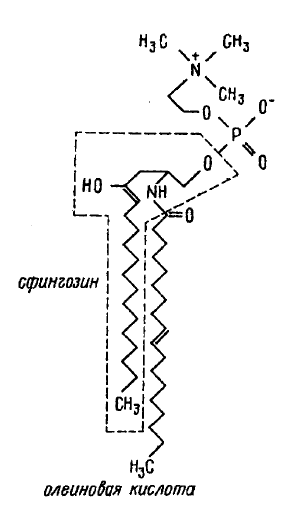 H₃C CH₃
N⁺
CH₃
O O⁻
P
O O
HO NH
=O
сфингозин
CH₃
H₃C
олеиновая кислота